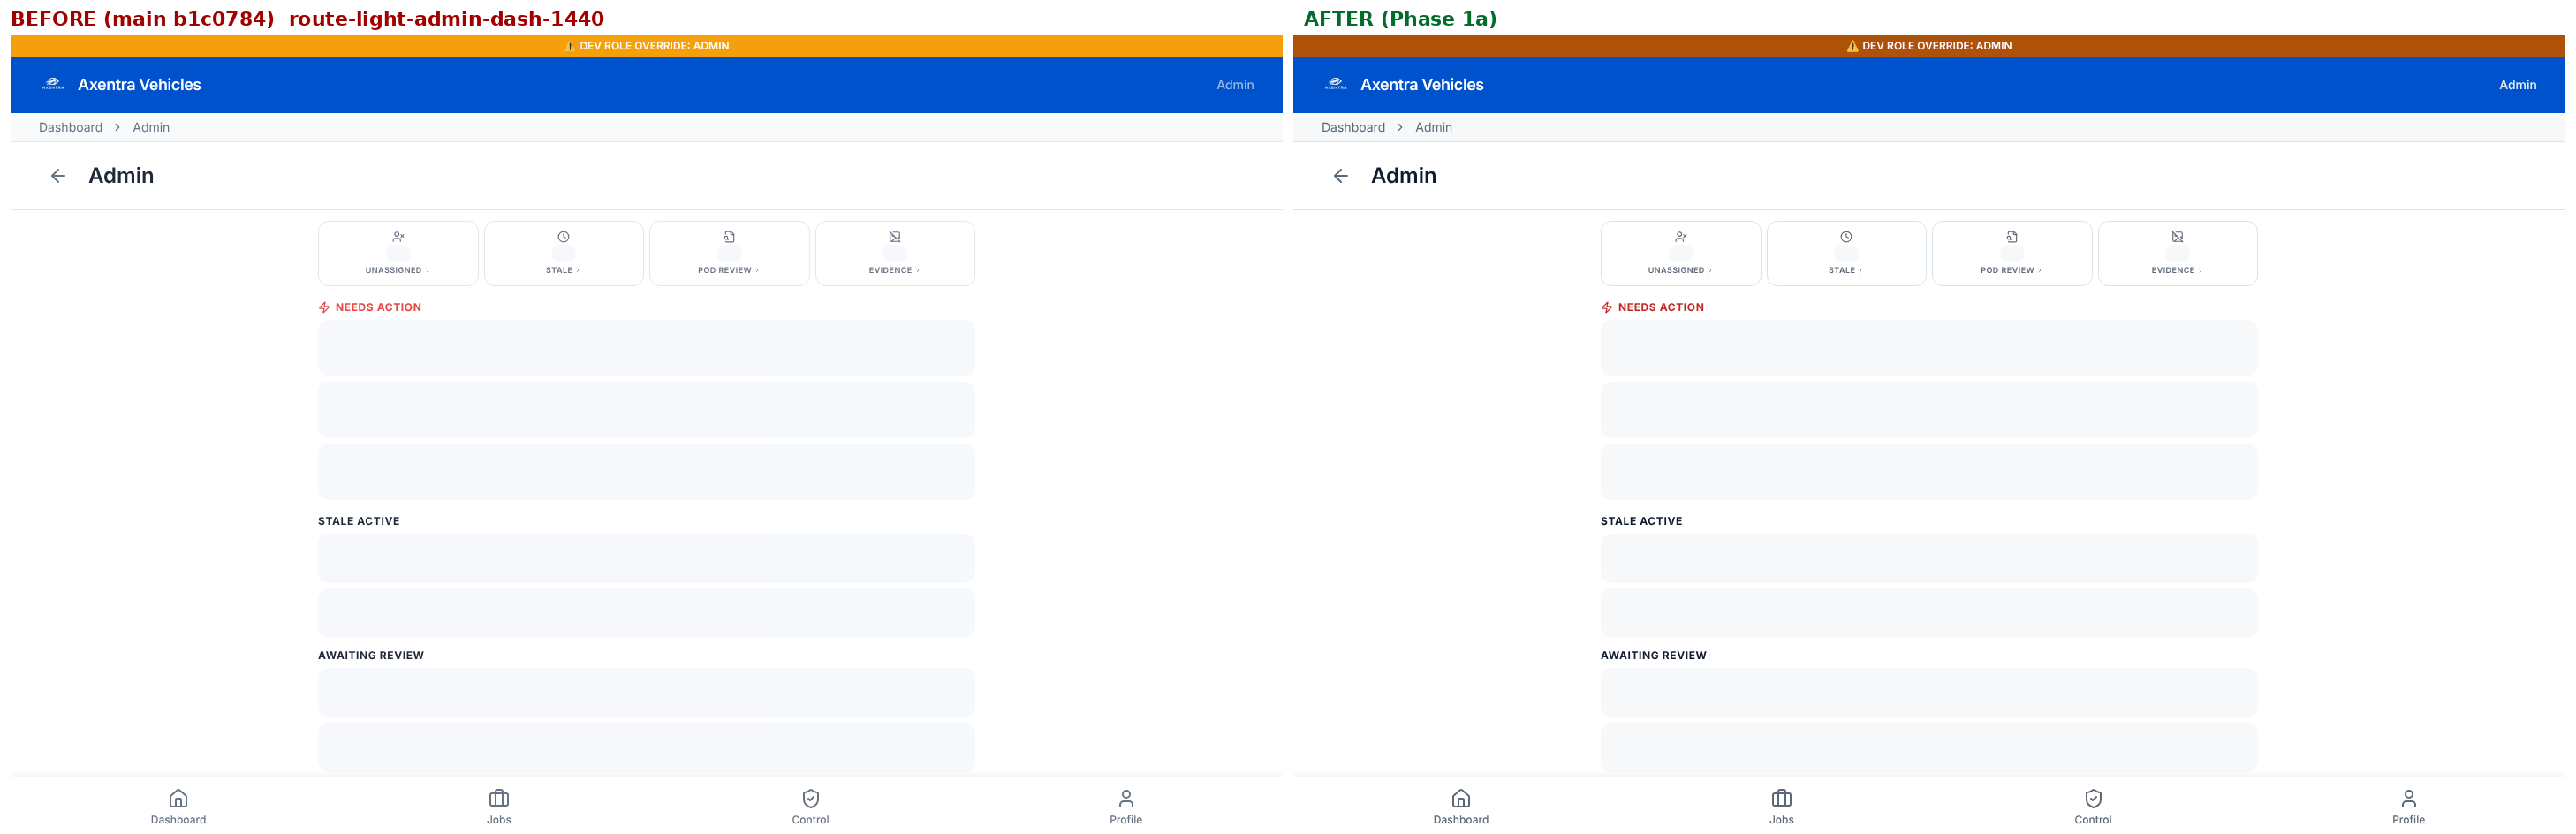 BEFORE (main b1c0784) route-light-admin-dash-1440
⚠️ DEV ROLE OVERRIDE: ADMIN
AXENTRA Axentra Vehicles Admin
Dashboard > Admin
← Admin
UNASSIGNED > STALE > POD REVIEW > EVIDENCE >
NEEDS ACTION
STALE ACTIVE
AWAITING REVIEW
Dashboard Jobs Control Profile
AFTER (Phase 1a)
⚠️ DEV ROLE OVERRIDE: ADMIN
AXENTRA Axentra Vehicles Admin
Dashboard > Admin
← Admin
UNASSIGNED > STALE > POD REVIEW > EVIDENCE >
NEEDS ACTION
STALE ACTIVE
AWAITING REVIEW
Dashboard Jobs Control Profile